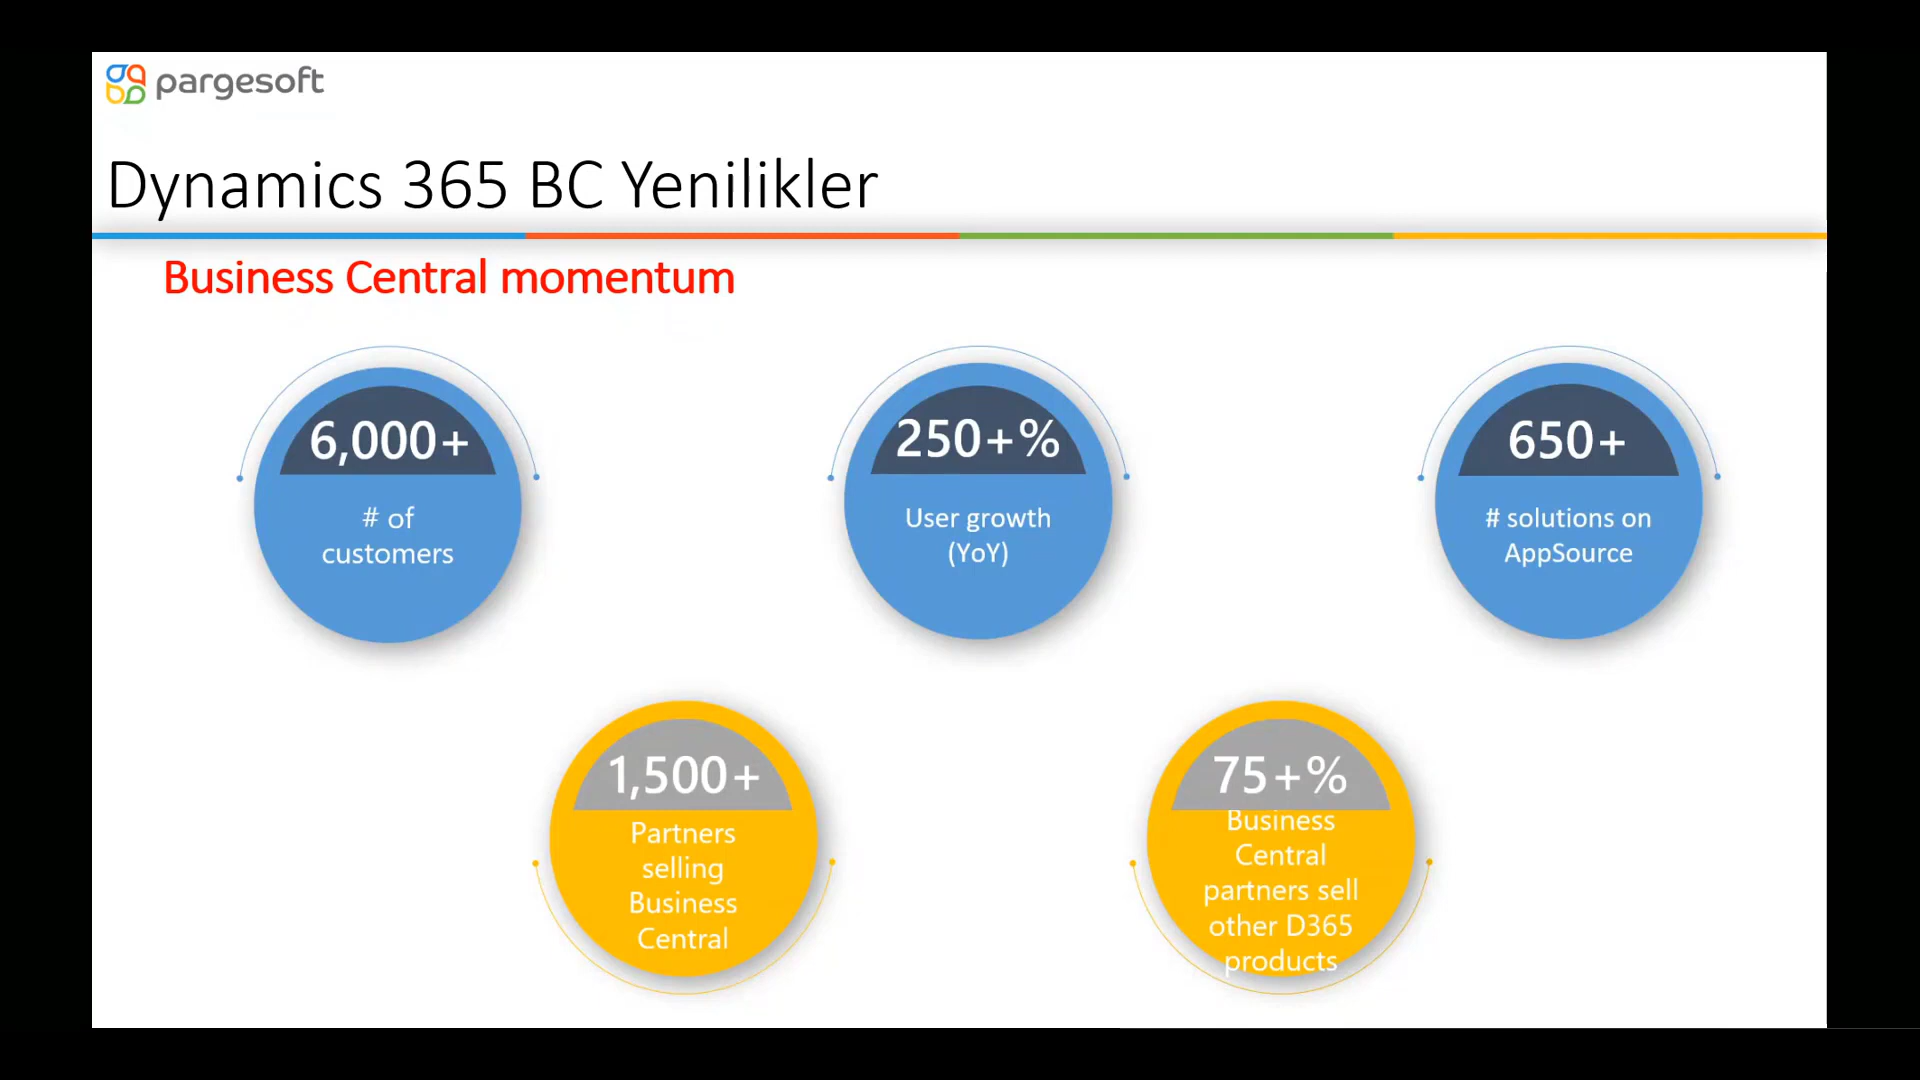 pargesoft
Dynamics 365 BC Yenilikler
Business Central momentum
6,000+
# of
customers
250+%
User growth
(YoY)
650+
# solutions on
AppSource
1,500+
Partners
selling
Business
Central
75+%
Business
Central
partners sell
other D365
products